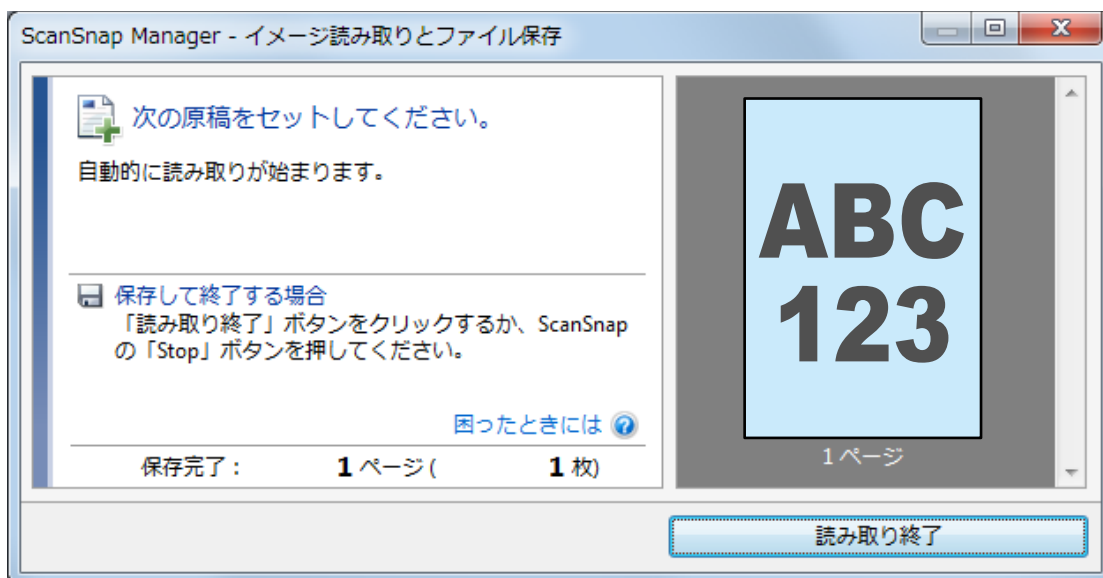 ScanSnap Manager - イメージ読み取りとファイル保存
次の原稿をセットしてください。
自動的に読み取りが始まります。
保存して終了する場合
「読み取り終了」ボタンをクリックするか、ScanSnap
の「Stop」ボタンを押してください。
困ったときには
保存完了： 1 ページ ( 1 枚)
ABC
123
1 ページ
読み取り終了